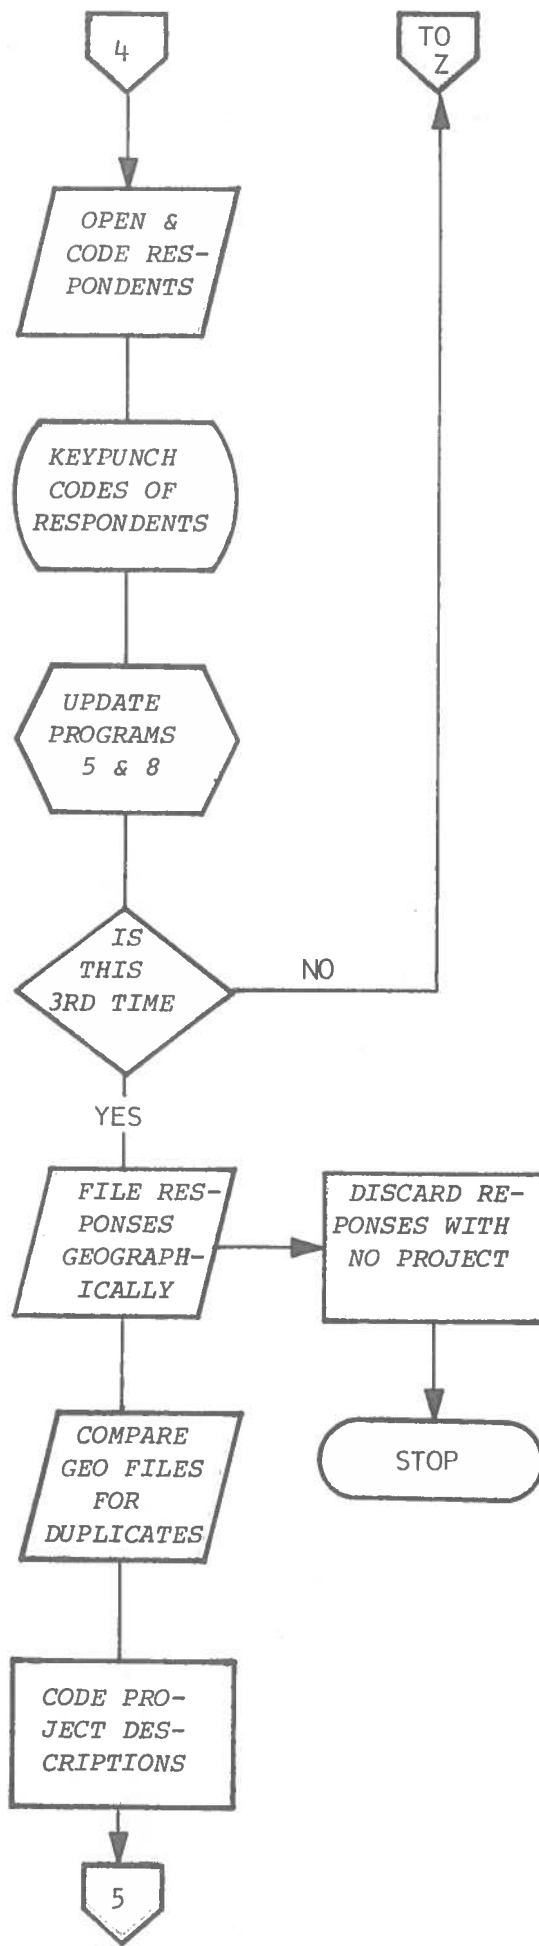 4
TO
Z
OPEN &
CODE RES-
PONDENTS
KEYPUNCH
CODES OF
RESPONDENTS
UPDATE
PROGRAMS
5 & 8
IS
THIS
3RD TIME
NO
YES
FILE RES-
PONSES
GEOGRAPH-
ICALLY
DISCARD RE-
PONSES WITH
NO PROJECT
STOP
COMPARE
GEO FILES
FOR
DUPLICATES
CODE PRO-
JECT DES-
CRIPTIONS
5